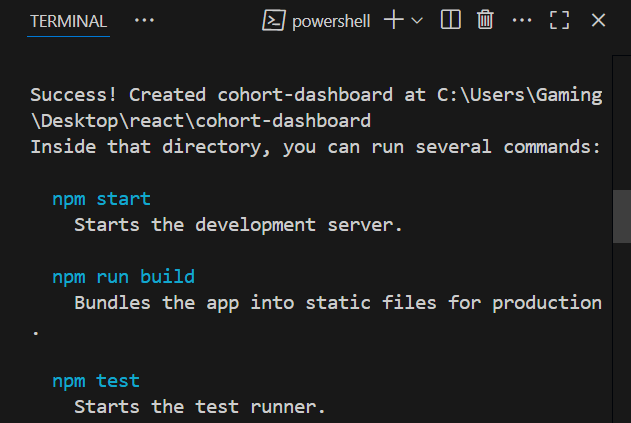 TERMINAL ··· powershell ···
Success! Created cohort-dashboard at C:\Users\Gaming
\Desktop\react\cohort-dashboard
Inside that directory, you can run several commands:
npm start
Starts the development server.
npm run build
Bundles the app into static files for production
.
npm test
Starts the test runner.